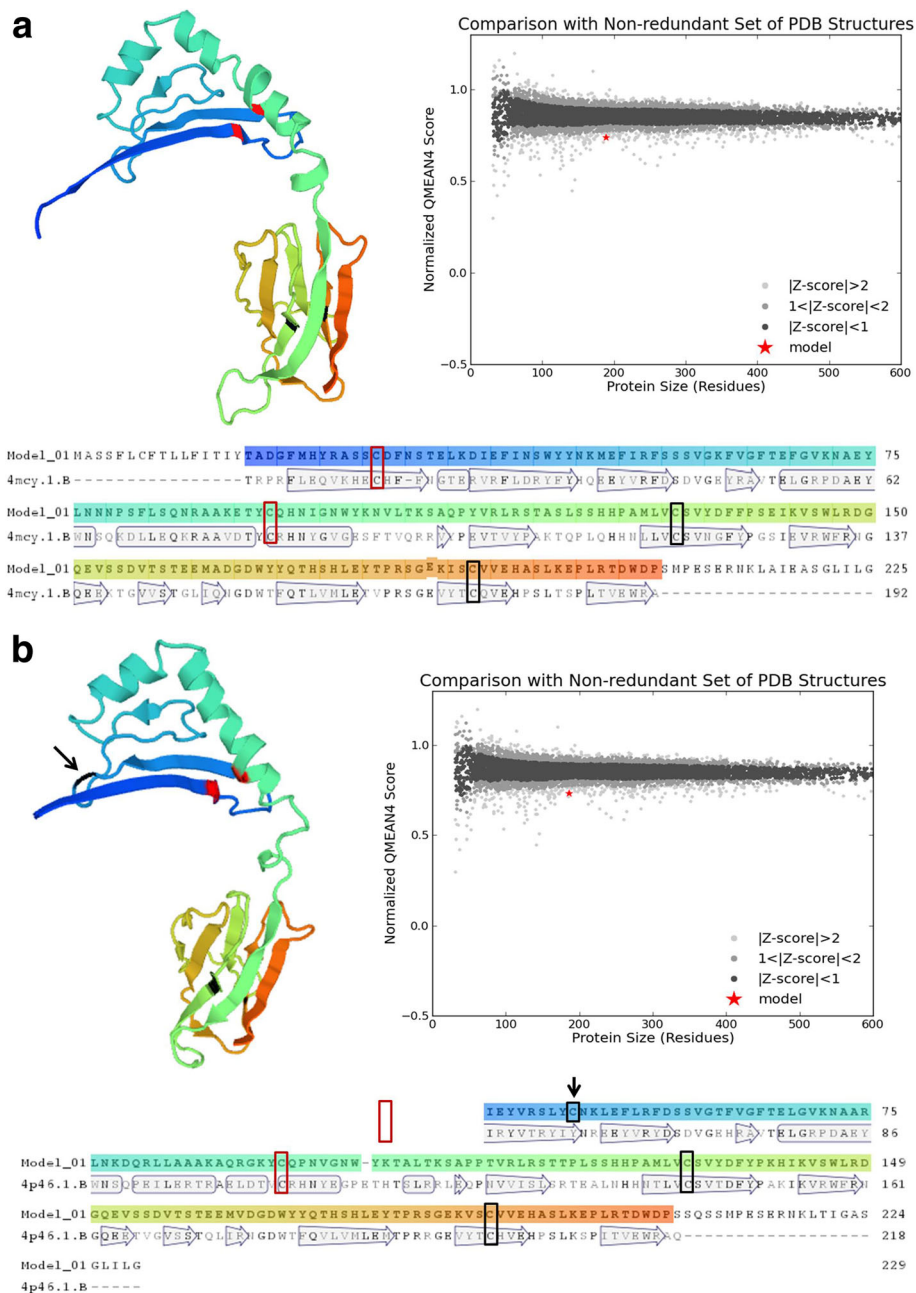 a
Comparison with Non-redundant Set of PDB Structures
Normalized QMEAN4 Score
1.0
0.5
0.0
−0.5
|Z-score|>2
1<|Z-score|<2
|Z-score|<1
model
0 100 200 300 400 500 600
Protein Size (Residues)
Model_01 MASSFLCFTLLFITIYTADGFMHYRASSCDFNSTELKDIEFINSWYYNKMEFIRFSSSVGKFVGFTEFGVKNAEY 75
4mcy.1.B ----------------TRPRFLEQVKHECHF-FNGTERVRFLDRYFYHQEEYVRFDSDVGEYRAVTELGRPDAEY 62
Model_01 LNNNPSFLSQNRAAKETYCQHNIGNWYKNVLTKSAQPYVRLRSTASLSSHHPAMLVCSVYDFFPSEIKVSWLRDG 150
4mcy.1.B WNSQKDLLEQKRAAVDTYCRHNYGVGESFTVQRRVYPEVTVYPAKTQPLQHHNLLVCSVNGFYPGSIEVRWFRNG 137
Model_01 QEVSSDVTSTEEMADGDWYYQTHSHLEYTPRSGEKISCVVEHASLKEPLRTDWDPSMPESERNKLAIEASGLILG 225
4mcy.1.B QEEKTGVVSTGLIQNGDWTFQTLVMLETVPRSGEVYTCQVEHPSLTSPLTVEWRA-------------------- 192
b
Comparison with Non-redundant Set of PDB Structures
Normalized QMEAN4 Score
1.0
0.5
0.0
−0.5
|Z-score|>2
1<|Z-score|<2
|Z-score|<1
model
0 100 200 300 400 500 600
Protein Size (Residues)
IEYVRSLYCNKLEFLRFDSSVGTFVGFTELGVKNAAR 75
IRYVTRYIYNREEYVRYDSDVGEHRAVTELGRPDAEY 86
Model_01 LNKDQRLLAAAKAQRGKYCQPNVGNW-YKTALTKSAPPTVRLRSTTPLSSHHPAMLVCSVYDFYPKHIKVSWLRD 149
4p46.1.B WNSQPEILERTRAELDTVCRHNYEGPETHTSLRRLEQPNVVISLSRTEALNHHNTLVCSVTDFYPAKIKVRWFRN 161
Model_01 GQEVSSDVTSTEEMVDGDWYYQTHSHLEYTPRSGEKVSCVVEHASLKEPLRTDWDPSSQSSMPESERNKLTIGAS 224
4p46.1.B GQEETVGVSSTQLIRNGDWTFQVLVMLEMTPRRGEVYTCHVEHPSLKSPITVEWRAQ------------------ 218
Model_01 GLILG 229
4p46.1.B -----